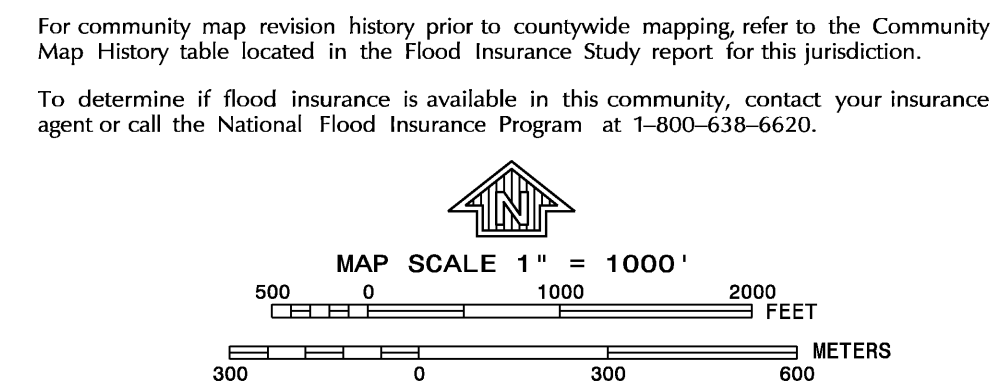 For community map revision history prior to countywide mapping, refer to the Community
Map History table located in the Flood Insurance Study report for this jurisdiction.
To determine if flood insurance is available in this community, contact your insurance
agent or call the National Flood Insurance Program at 1–800–638–6620.
N
MAP SCALE 1" = 1000'
500 0 1000 2000
FEET
METERS
300 0 300 600